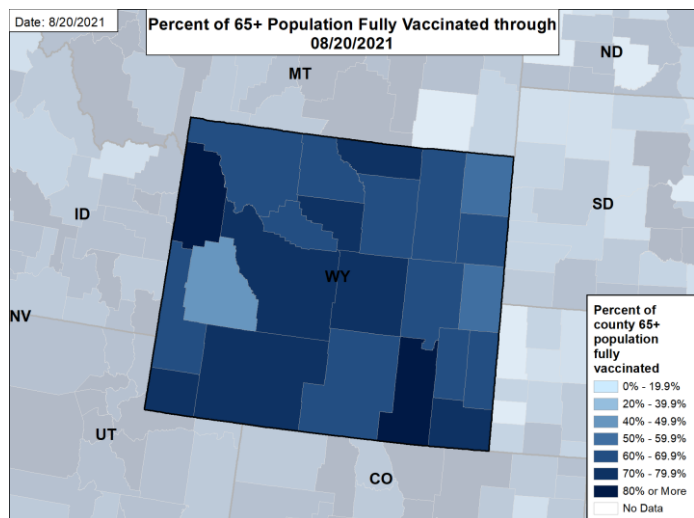 Date: 8/20/2021
Percent of 65+ Population Fully Vaccinated through
08/20/2021
MT
ND
ID
SD
WY
NV
UT
CO
Percent of
county 65+
population
fully
vaccinated
0% - 19.9%
20% - 39.9%
40% - 49.9%
50% - 59.9%
60% - 69.9%
70% - 79.9%
80% or More
No Data